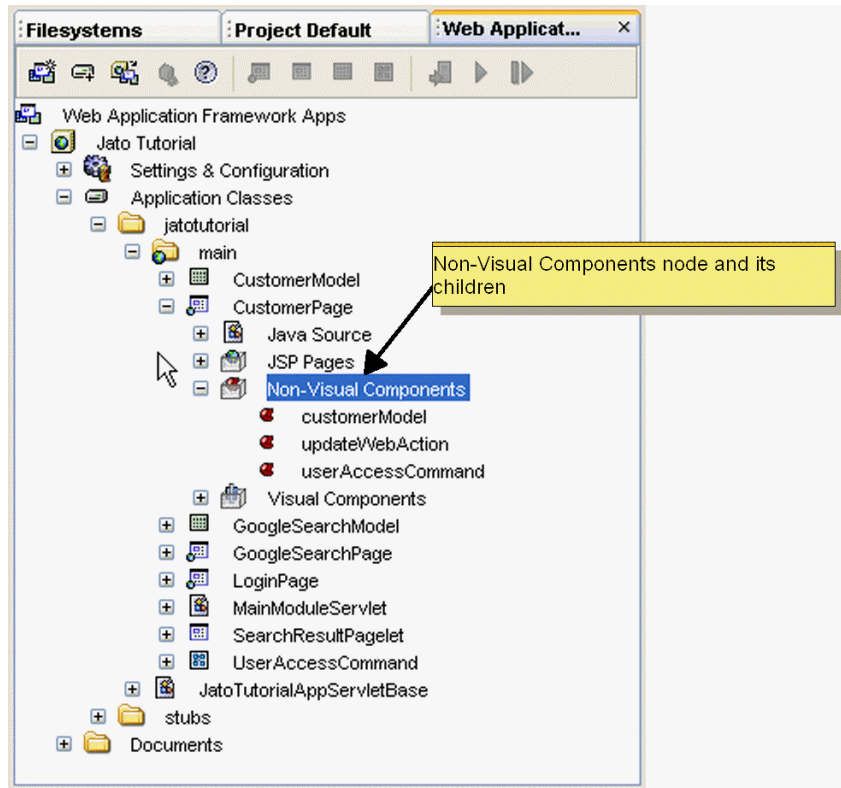 Filesystems
Project Default
Web Applicat...
Web Application Framework Apps
Jato Tutorial
Settings & Configuration
Application Classes
jatotutorial
main
CustomerModel
CustomerPage
Java Source
JSP Pages
Non-Visual Components
customerModel
updateWebAction
userAccessCommand
Visual Components
GoogleSearchModel
GoogleSearchPage
LoginPage
MainModuleServlet
SearchResultPagelet
UserAccessCommand
JatoTutorialAppServletBase
stubs
Documents
Non-Visual Components node and its
children